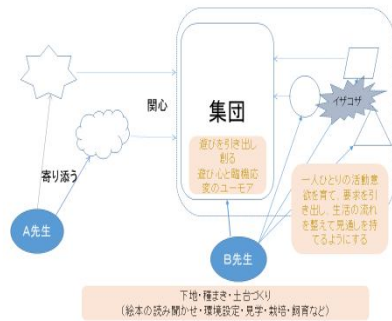 関心
集団
イザコザ
遊びを引き出し
創る
遊び心と臨機応
変のユーモア
寄り添う
一人ひとりの活動意
欲を育て、要求を引
き出し、生活の流れ
を整えて見通しを持
てるようにする
A先生
B先生
下地・種まき・土台づくり
(絵本の読み聞かせ・環境設定・見学・栽培・飼育など)